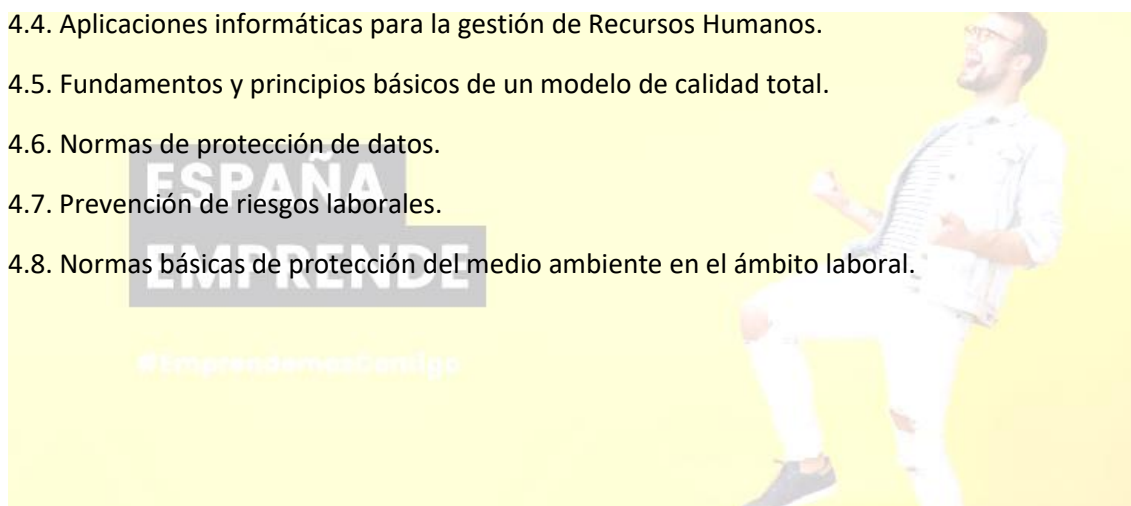 4.4. Aplicaciones informáticas para la gestión de Recursos Humanos.
4.5. Fundamentos y principios básicos de un modelo de calidad total.
4.6. Normas de protección de datos.
ESPAÑA
4.7. Prevención de riesgos laborales.
EMPRENDE
4.8. Normas básicas de protección del medio ambiente en el ámbito laboral.
#EmprendemosContigo